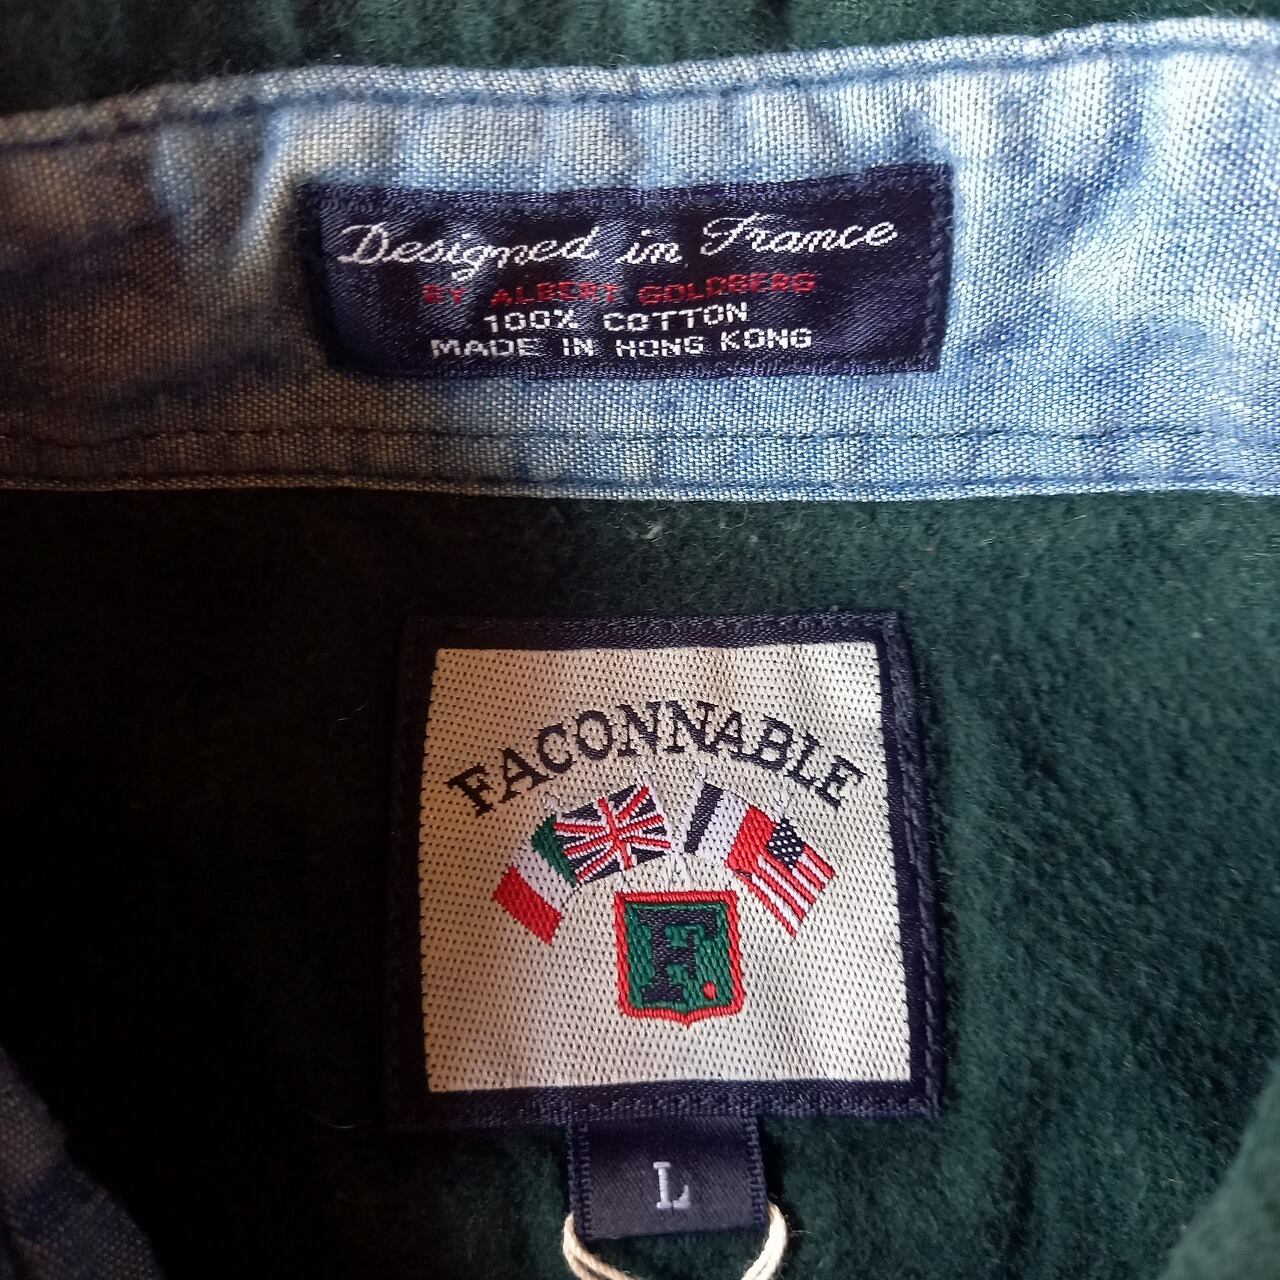 Designed in France
BY ALBERT GOLDBERG
100% COTTON
MADE IN HONG KONG
FACONNABLE
F.
L